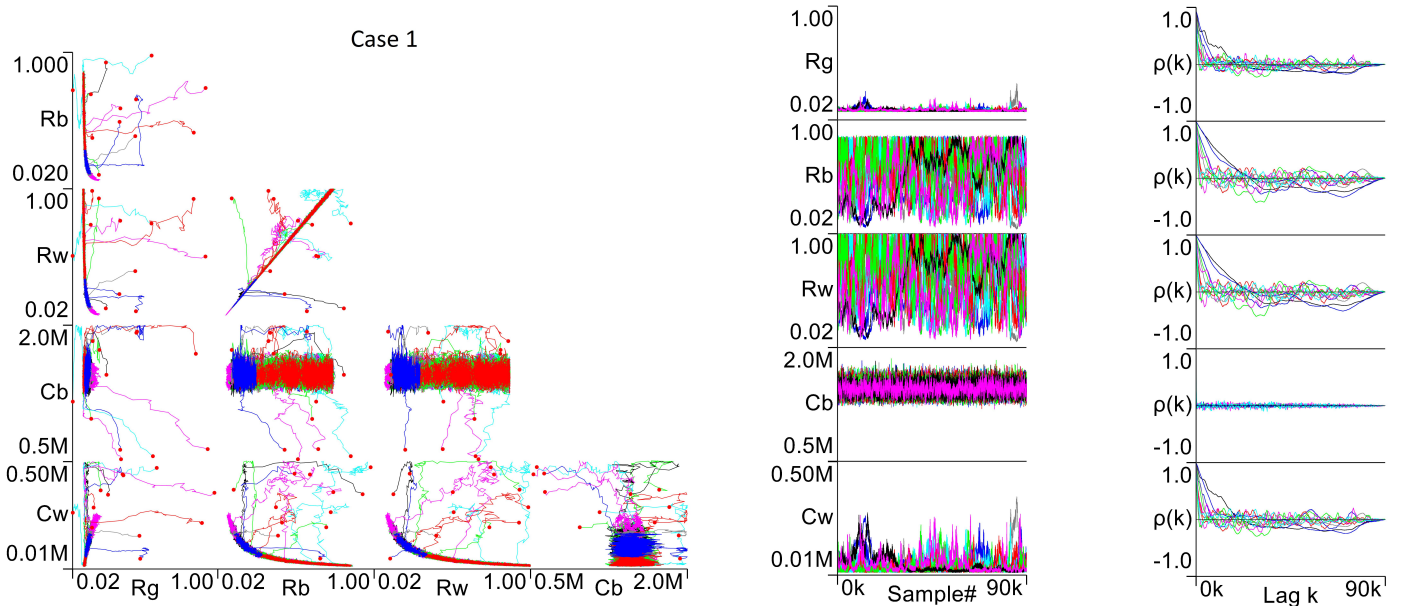 Case 1
1.000
Rb
0.020
1.00
Rw
0.02
2.0M
Cb
0.5M
0.50M
Cw
0.01M
0.02 Rg 1.00 0.02 Rb 1.00 0.02 Rw 1.00 0.5M Cb 2.0M
1.00
Rg
0.02
1.00
Rb
0.02
1.00
Rw
0.02
2.0M
Cb
0.5M
0.50M
Cw
0.01M
0k Sample# 90k
1.0
ρ(k)
-1.0
1.0
ρ(k)
-1.0
1.0
ρ(k)
-1.0
1.0
ρ(k)
-1.0
1.0
ρ(k)
-1.0
0k Lag k 90k